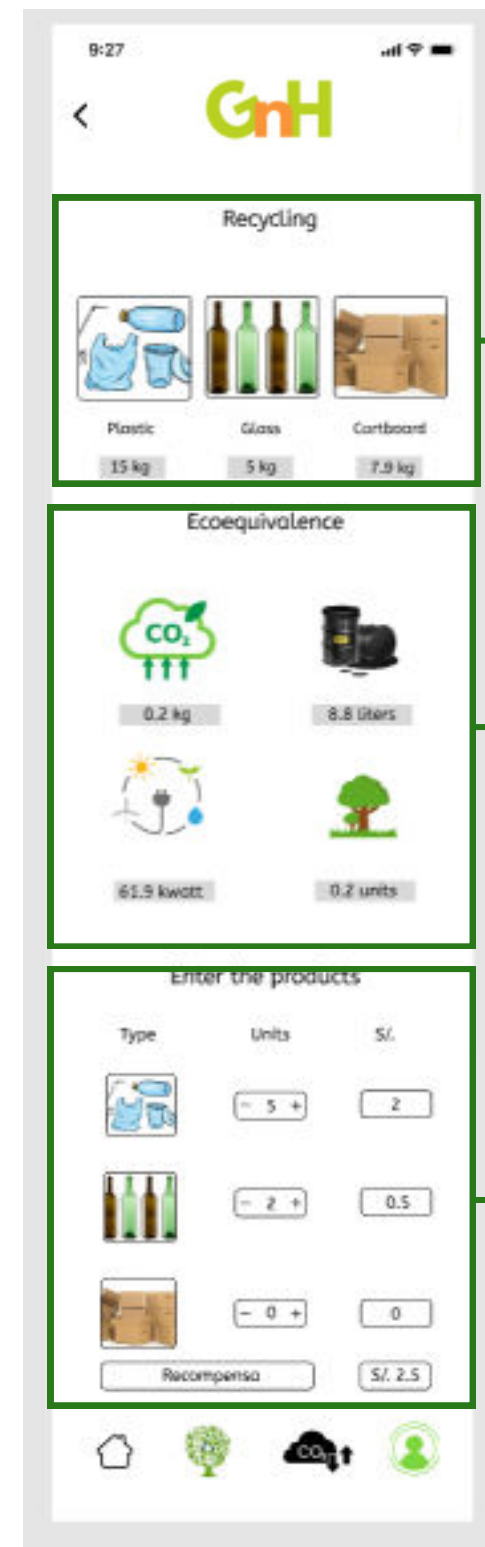 9:27
GnH
Recycling
Plastic Glass Cartboard
15 kg 5 kg 7.9 kg
Ecoequivalence
CO₂
0.2 kg 8.8 liters
61.9 kwatt 0.2 units
Enter the products
Type Units S/.
- 5 + 2
- 2 + 0.5
- 0 + 0
Recompensa S/. 2.5
CO₂